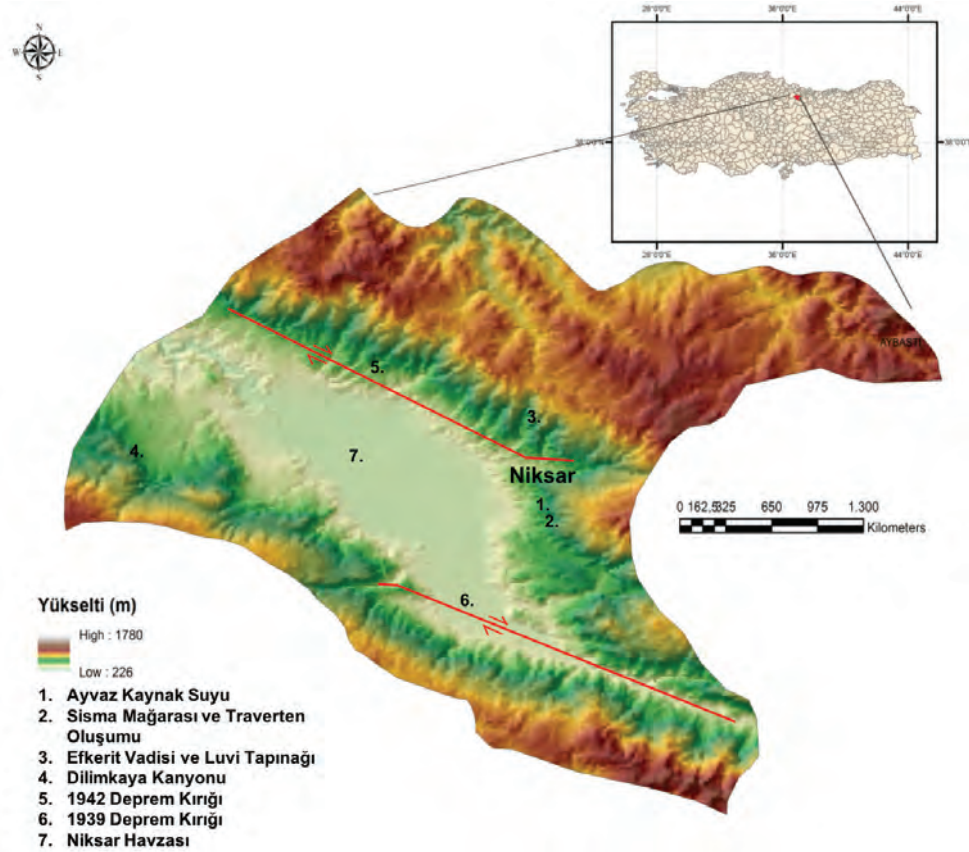 N
W E
S
28°0'0"E 36°0'0"E 44°0'0"E
38°0'0"N 38°0'0"N
28°0'0"E 36°0'0"E 44°0'0"E
AYBASTI
5.
3.
4.
7.
Niksar
1.
2.
6.
0 162,5325 650 975 1.300
Kilometers
Yükselti (m)
High : 1780
Low : 226
1. Ayvaz Kaynak Suyu
2. Sisma Mağarası ve Traverten
Oluşumu
3. Efkerit Vadisi ve Luvi Tapınağı
4. Dilimkaya Kanyonu
5. 1942 Deprem Kırığı
6. 1939 Deprem Kırığı
7. Niksar Havzası